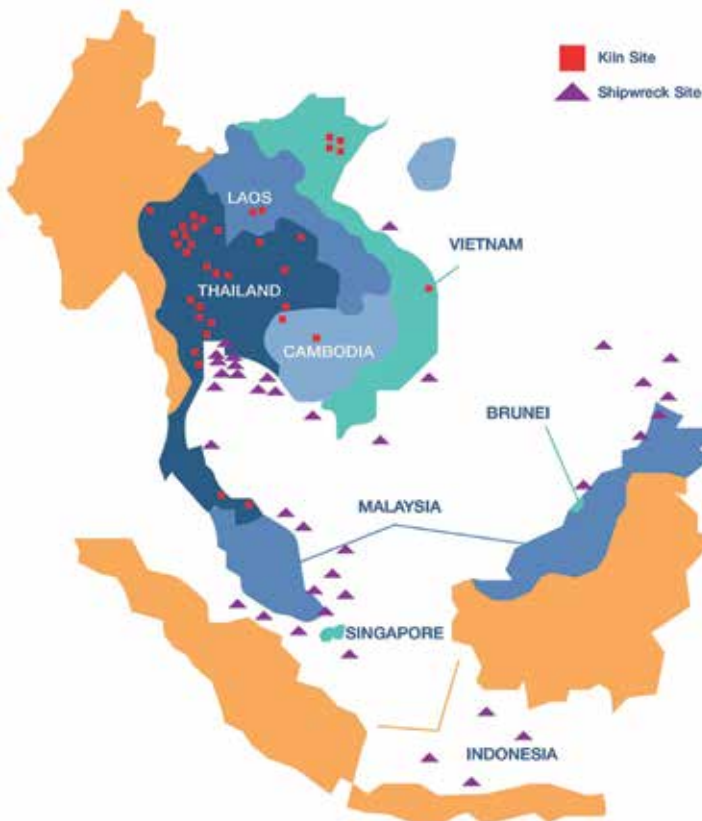 Kiln Site
Shipwreck Site
LAOS
VIETNAM
THAILAND
CAMBODIA
BRUNEI
MALAYSIA
SINGAPORE
INDONESIA